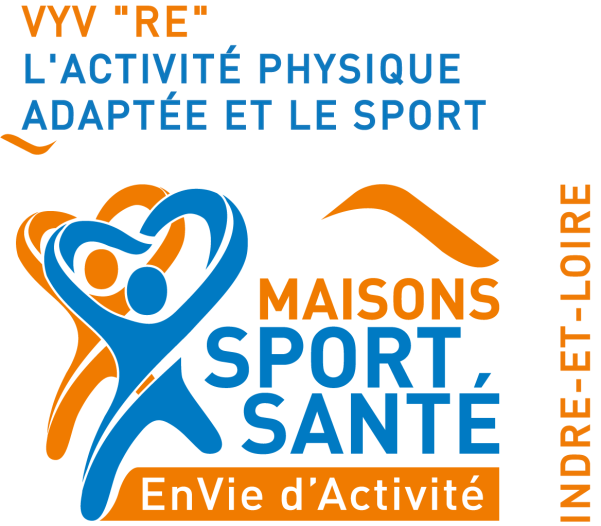 VYV "RE"
L'ACTIVITÉ PHYSIQUE
ADAPTÉE ET LE SPORT
MAISONS
SPORT
SANTÉ
EnVie d'Activité
INDRE-ET-LOIRE